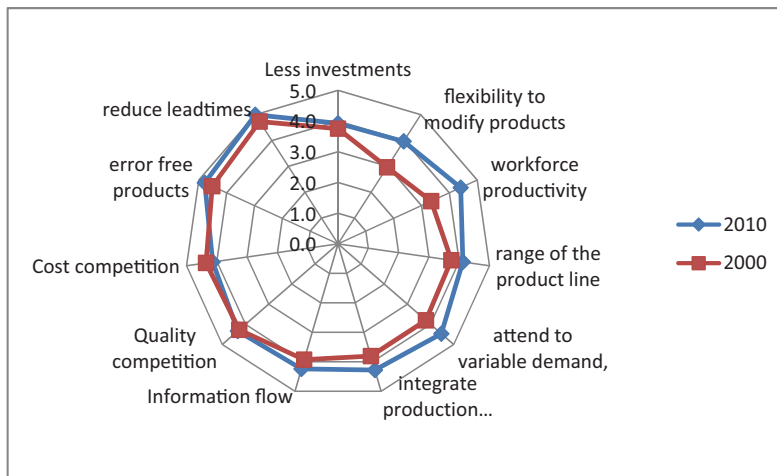 Less investments
5.0
4.0
3.0
2.0
1.0
0.0
flexibility to
modify products
workforce
productivity
range of the
product line
attend to
variable demand,
integrate
production…
Information flow
Quality
competition
Cost competition
error free
products
reduce leadtimes
2010
2000